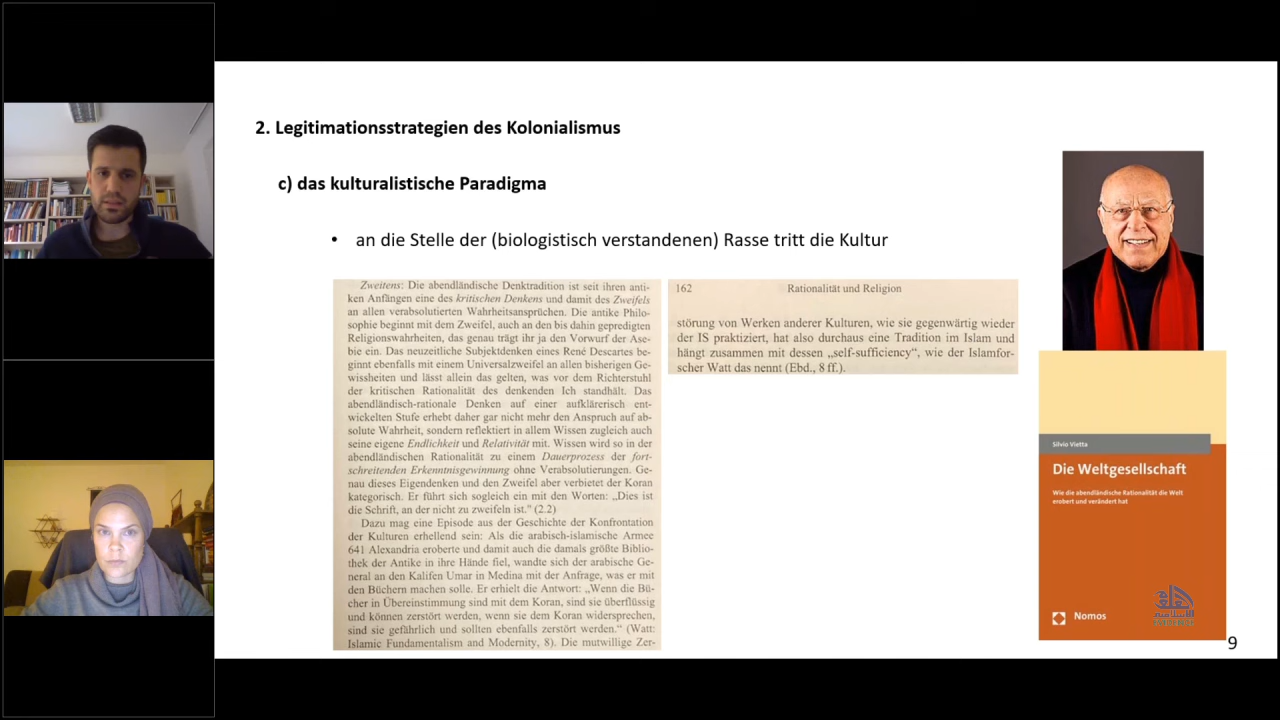 2. Legitimationsstrategien des Kolonialismus
c) das kulturalistische Paradigma
• an die Stelle der (biologistisch verstandenen) Rasse tritt die Kultur
Zweitens: Die abendländische Denktradition ist seit ihren anti-
ken Anfängen eine des kritischen Denkens und damit des Zweifels
an allen verabsolutierten Wahrheitsansprüchen. Die antike Philo-
sophie beginnt mit dem Zweifel, auch an den bis dahin gepredigten
Religionswahrheiten, das genau trägt ihr ja den Vorwurf der Ase-
bie ein. Das neuzeitliche Subjektdenken eines René Descartes be-
ginnt ebenfalls mit einem Universalzweifel an allen bisherigen Ge-
wissheiten und lässt allein das gelten, was vor dem Richterstuhl
der kritischen Rationalität des denkenden Ich standhält. Das
abendländisch-rationale Denken auf einer aufklärerisch ent-
wickelten Stufe erhebt daher gar nicht mehr den Anspruch auf ab-
solute Wahrheit, sondern reflektiert in allem Wissen zugleich auch
seine eigene Endlichkeit und Relativität mit. Wissen wird so in der
abendländischen Rationalität zu einem Dauerprozess der fort-
schreitenden Erkenntnisgewinnung ohne Verabsolutierungen. Ge-
nau dieses Eigendenken und den Zweifel aber verbietet der Koran
kategorisch. Er führt sich sogleich ein mit den Worten: „Dies ist
die Schrift, an der nicht zu zweifeln ist.“ (2.2)
Dazu mag eine Episode aus der Geschichte der Konfrontation
der Kulturen erhellend sein: Als die arabisch-islamische Armee
641 Alexandria eroberte und damit auch die damals größte Biblio-
thek der Antike in ihre Hände fiel, wandte sich der arabische Ge-
neral an den Kalifen Umar in Medina mit der Anfrage, was er mit
den Büchern machen solle. Er erhielt die Antwort: „Wenn die Bü-
cher in Übereinstimmung sind mit dem Koran, sind sie überflüssig
und können zerstört werden, wenn sie dem Koran widersprechen,
sind sie gefährlich und sollten ebenfalls zerstört werden.“ (Watt:
Islamic Fundamentalism and Modernity, 8). Die mutwillige Zer-
162 Rationalität und Religion
störung von Werken anderer Kulturen, wie sie gegenwärtig wieder
der IS praktiziert, hat also durchaus eine Tradition im Islam und
hängt zusammen mit dessen „self-sufficiency“, wie der Islamfor-
scher Watt das nennt (Ebd., 8 ff.).
Silvio Vietta
Die Weltgesellschaft
Wie die abendländische Rationalität die Welt
erobert und verändert hat
Nomos
9